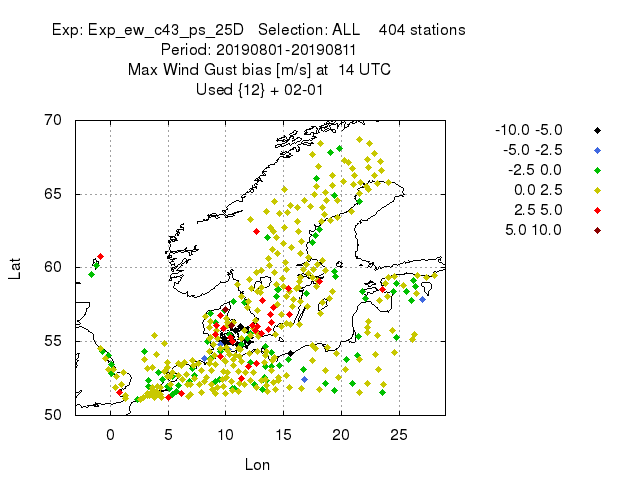 Exp: Exp_ew_c43_ps_25D Selection: ALL 404 stations
Period: 20190801-20190811
Max Wind Gust bias [m/s] at 14 UTC
Used {12} + 02-01
70
65
60
55
50
Lat
0 5 10 15 20 25
Lon
-10.0 -5.0
-5.0 -2.5
-2.5 0.0
0.0 2.5
2.5 5.0
5.0 10.0